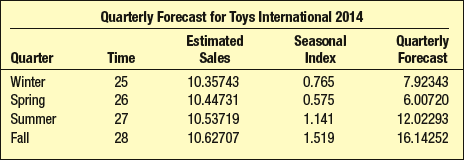 Quarterly Forecast for Toys International 2014
Estimated Seasonal Quarterly
Quarter Time Sales Index Forecast
Winter 25 10.35743 0.765 7.92343
Spring 26 10.44731 0.575 6.00720
Summer 27 10.53719 1.141 12.02293
Fall 28 10.62707 1.519 16.14252